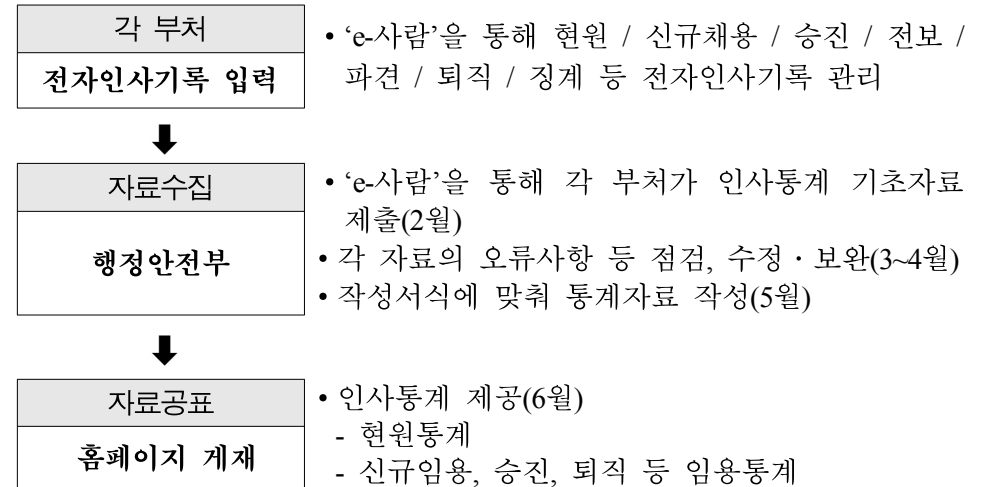 각 부처
전자인사기록 입력
• ‘e-사람’을 통해 현원 / 신규채용 / 승진 / 전보 /
파견 / 퇴직 / 징계 등 전자인사기록 관리
자료수집
행정안전부
• ‘e-사람’을 통해 각 부처가 인사통계 기초자료
제출(2월)
• 각 자료의 오류사항 등 점검, 수정・보완(3~4월)
• 작성서식에 맞춰 통계자료 작성(5월)
자료공표
홈페이지 게재
• 인사통계 제공(6월)
- 현원통계
- 신규임용, 승진, 퇴직 등 임용통계